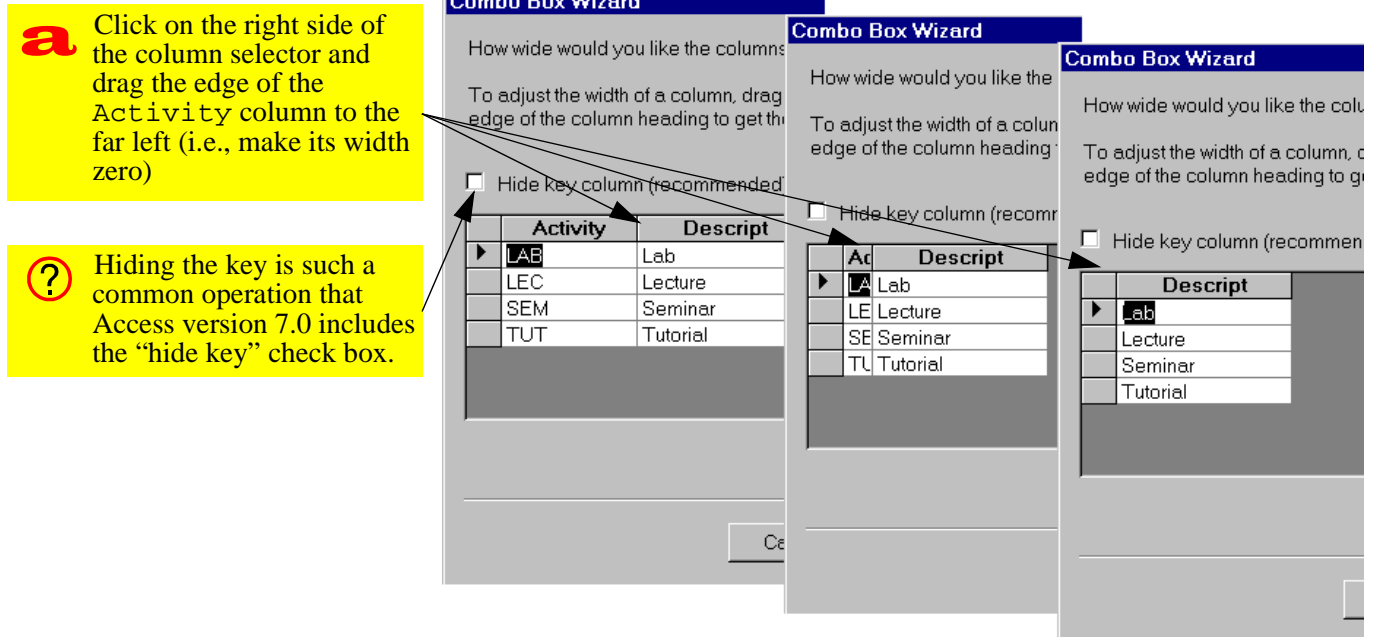 a Click on the right side of
the column selector and
drag the edge of the
Activity column to the
far left (i.e., make its width
zero)
? Hiding the key is such a
common operation that
Access version 7.0 includes
the “hide key” check box.
Combo Box Wizard
How wide would you like the columns
To adjust the width of a column, drag
edge of the column heading to get the
Hide key column (recommended
Activity Descript
LAB Lab
LEC Lecture
SEM Seminar
TUT Tutorial
Ca
Combo Box Wizard
How wide would you like the
To adjust the width of a colun
edge of the column heading
Hide key column (recomr
Ac Descript
LA Lab
LE Lecture
SE Seminar
TU Tutorial
Combo Box Wizard
How wide would you like the colu
To adjust the width of a column, c
edge of the column heading to ge
Hide key column (recommen
Descript
Lab
Lecture
Seminar
Tutorial